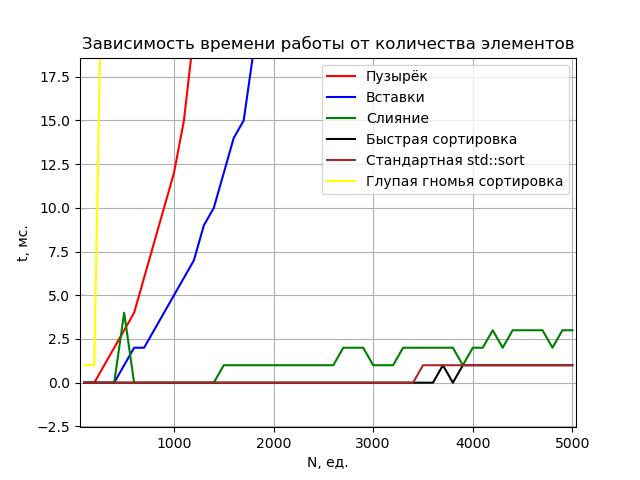 Зависимость времени работы от количества элементов
Пузырёк
Вставки
Слияние
Быстрая сортировка
Стандартная std::sort
Глупая гномья сортировка
17.5
15.0
12.5
10.0
7.5
5.0
2.5
0.0
−2.5
t, мс.
1000
2000
3000
4000
5000
N, ед.